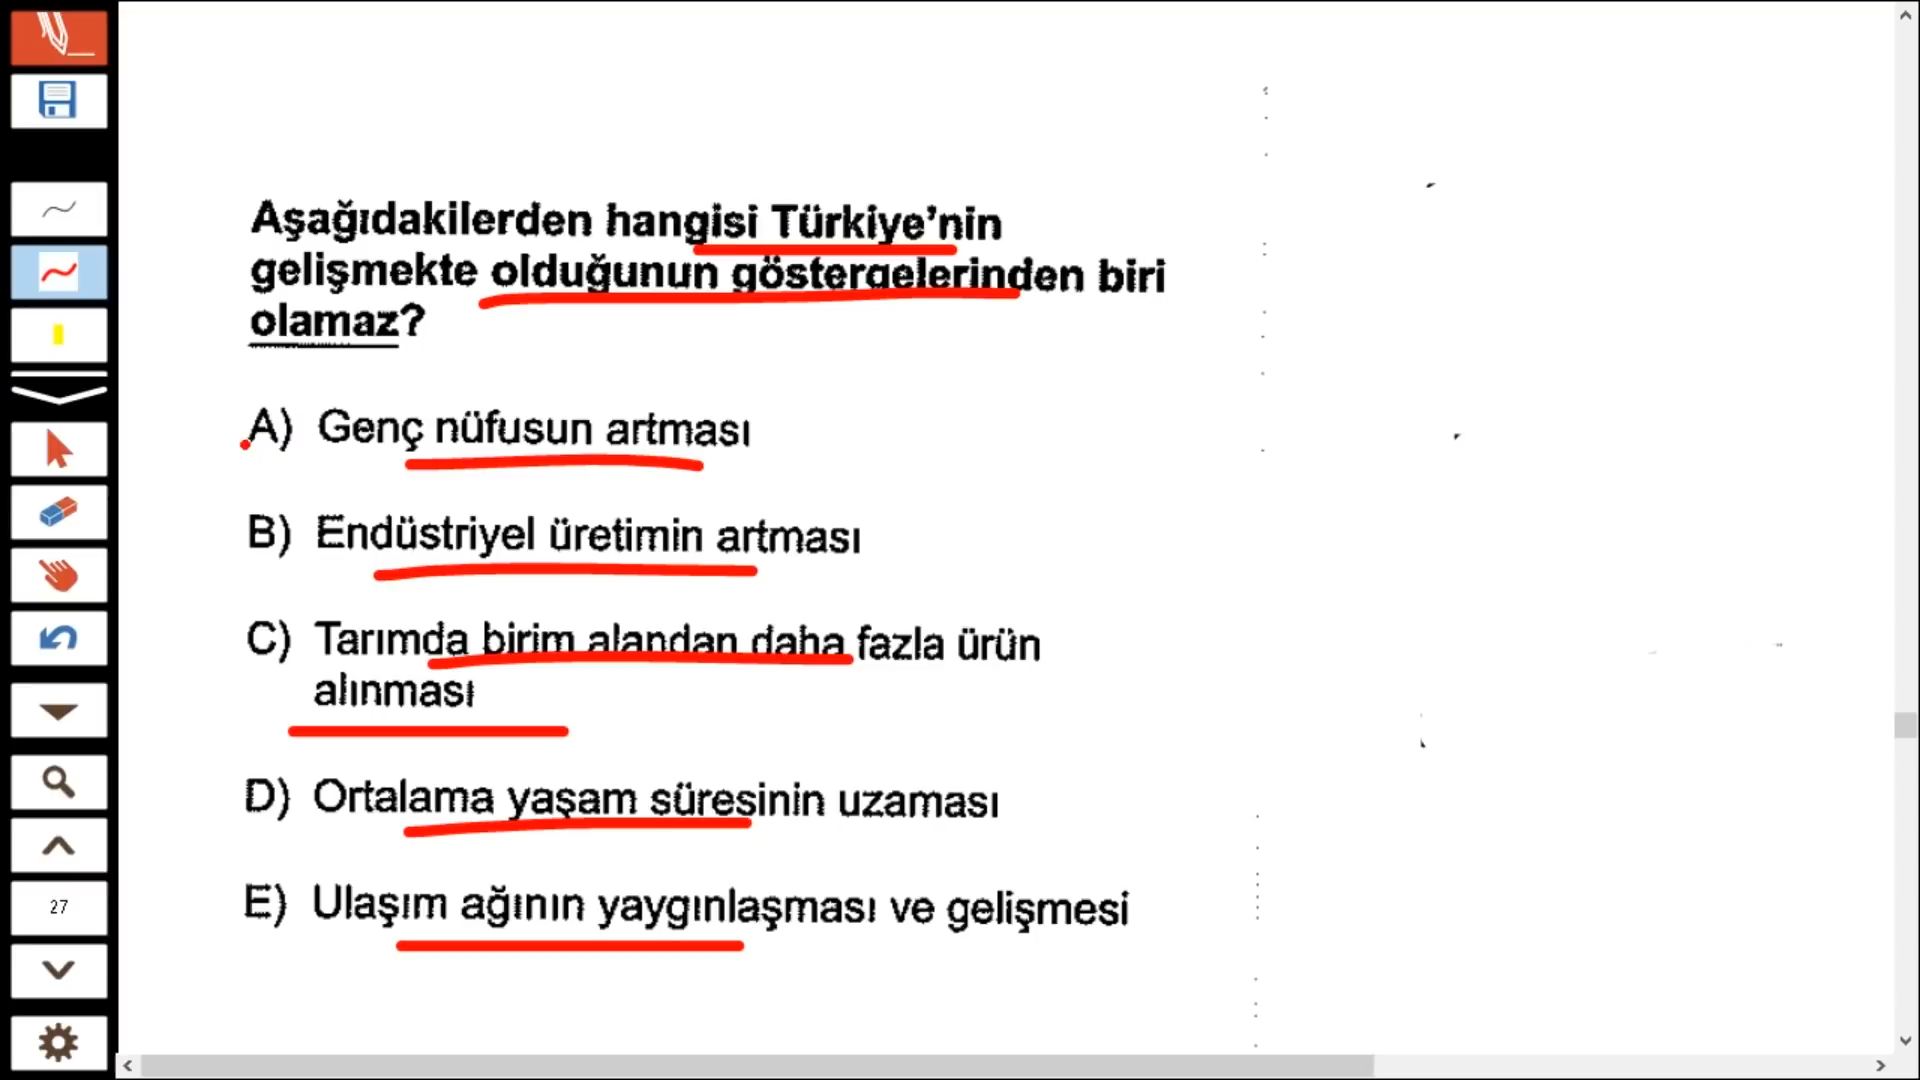 Aşağıdakilerden hangisi Türkiye'nin
gelişmekte olduğunun göstergelerinden biri
olamaz?
A) Genç nüfusun artması
B) Endüstriyel üretimin artması
C) Tarımda birim alandan daha fazla ürün
alınması
D) Ortalama yaşam süresinin uzaması
E) Ulaşım ağının yaygınlaşması ve gelişmesi
27